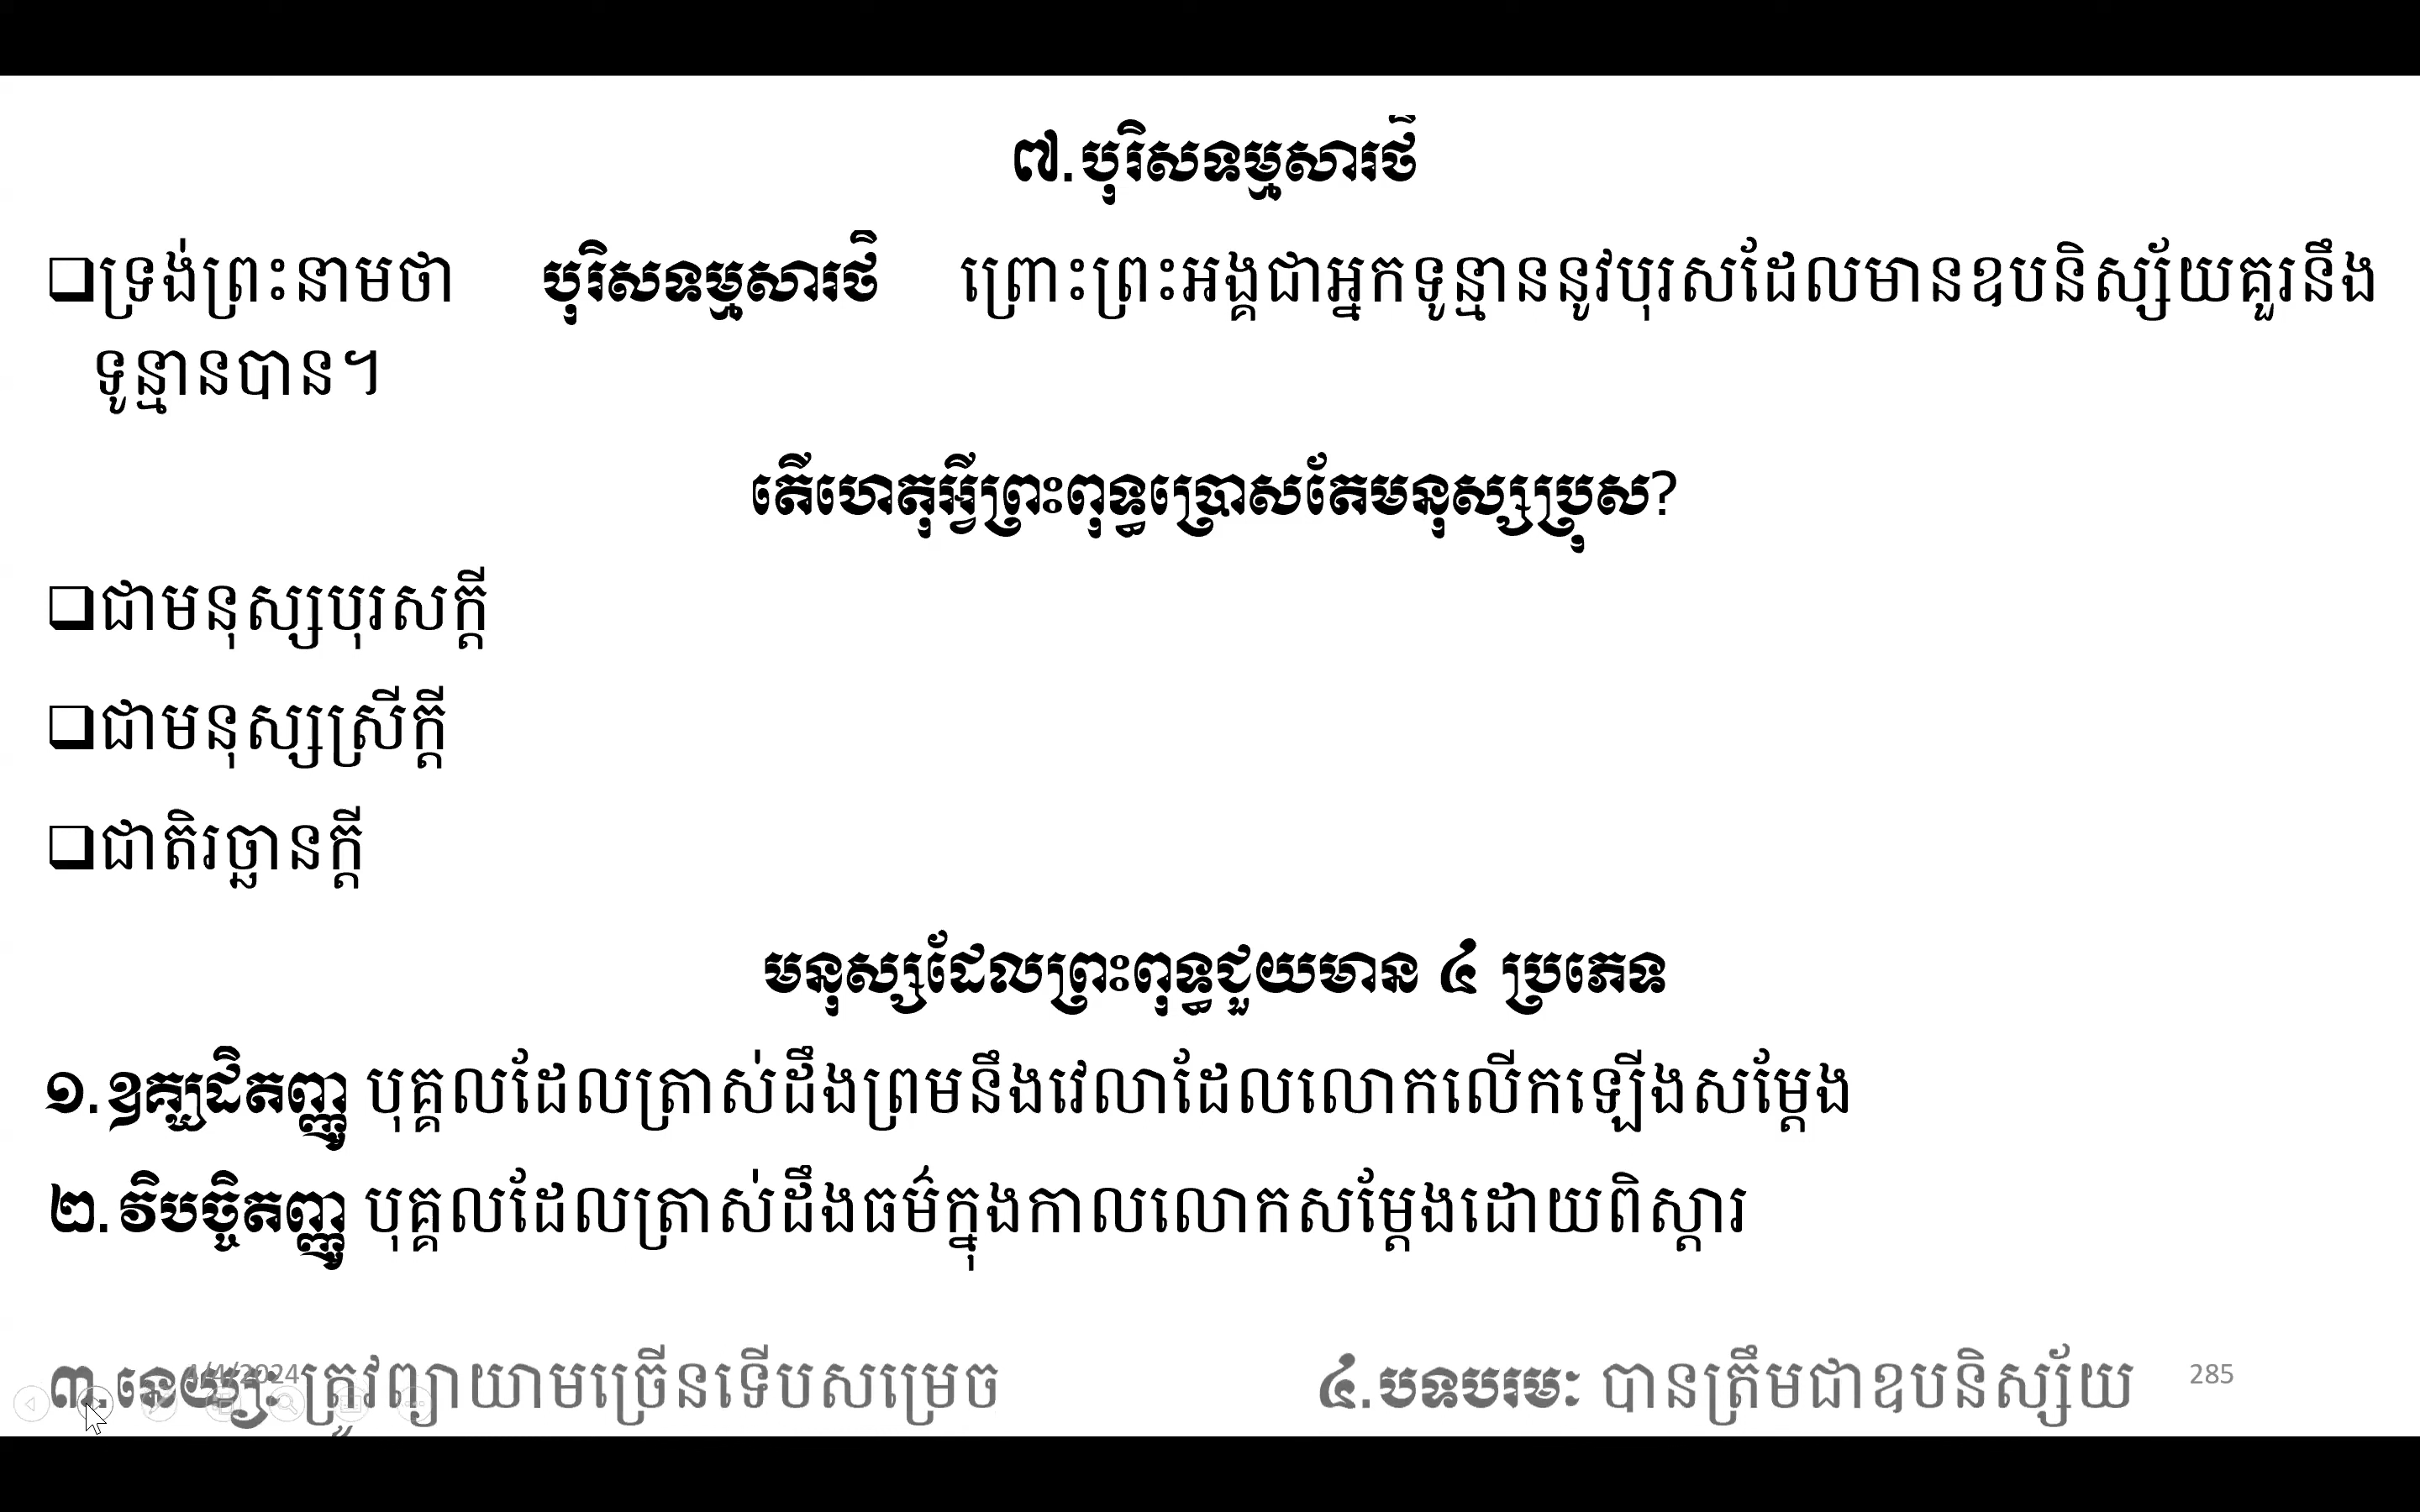 ៧.បុរិសទម្មសារថិ
ទ្រង់ព្រះនាមថា បុរិសទម្មសារថិ ព្រោះព្រះអង្គជាអ្នកទូន្មាននូវបុរសដែលមានឧបនិស្ស័យគួរនឹង
ទូន្មានបាន។
តើហេតុអ្វីព្រះពុទ្ធប្រោសតែមនុស្សប្រុស?
ជាមនុស្សបុរសក្តី
ជាមនុស្សស្រីក្តី
ជាតិរច្ឆានក្តី
មនុស្សដែលព្រះពុទ្ធជួយមាន ៤ ប្រភេទ
១.ឧគ្ឃដិតញ្ញូ បុគ្គលដែលត្រាស់ដឹងព្រមនឹងវេលាដែលលោកលើកឡើងសម្តែង
២.វិបច្ចិតញ្ញូ បុគ្គលដែលត្រាស់ដឹងធម៌ក្នុងកាលលោកសម្តែងដោយពិស្តារ
៣.នេយ្យៈ ត្រូវព្យាយាមច្រើនទើបសម្រេច ៤.បទបរមៈ បានត្រឹមជាឧបនិស្ស័យ
4/4/2024 285